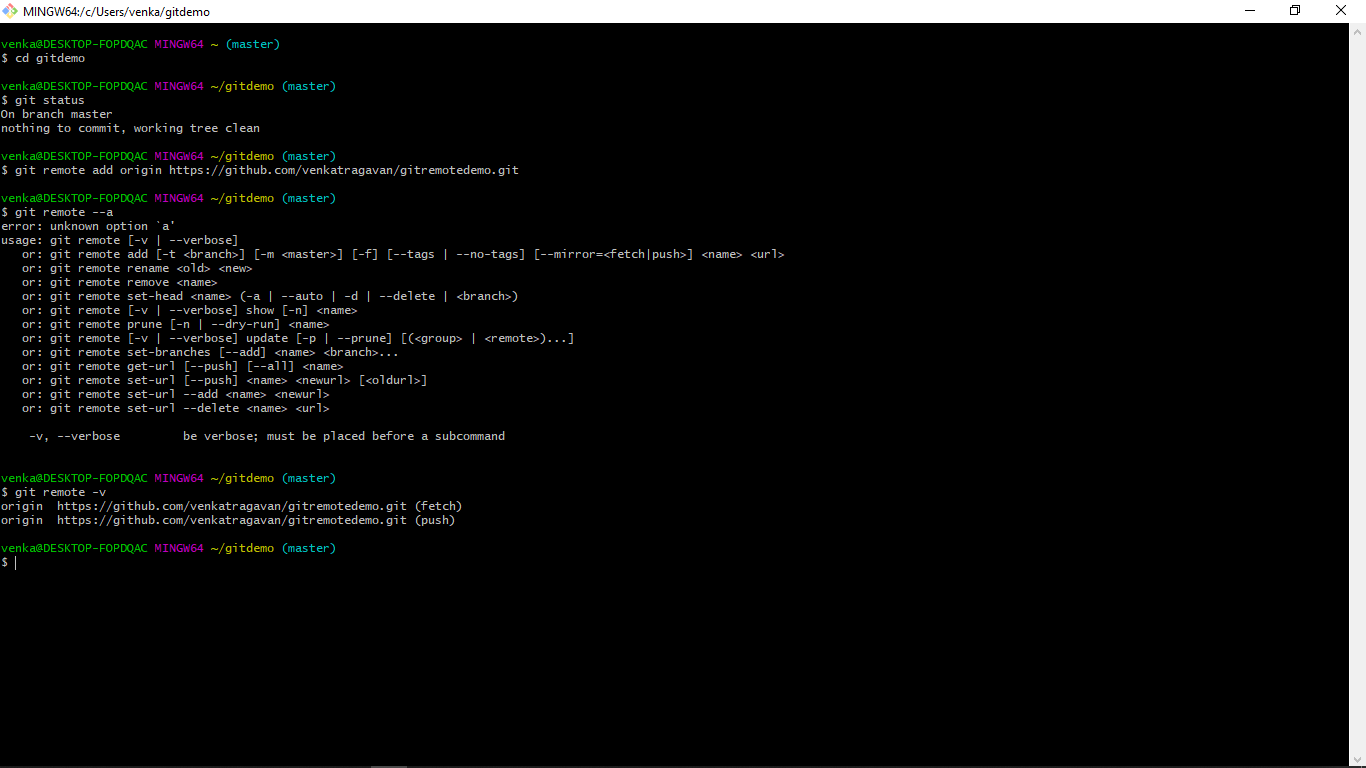 MINGW64:/c/Users/venka/gitdemo
venka@DESKTOP-FOPDQAC MINGW64 ~ (master)
$ cd gitdemo
venka@DESKTOP-FOPDQAC MINGW64 ~/gitdemo (master)
$ git status
On branch master
nothing to commit, working tree clean
venka@DESKTOP-FOPDQAC MINGW64 ~/gitdemo (master)
$ git remote add origin https://github.com/venkatragavan/gitremotedemo.git
venka@DESKTOP-FOPDQAC MINGW64 ~/gitdemo (master)
$ git remote --a
error: unknown option `a'
usage: git remote [-v | --verbose]
   or: git remote add [-t <branch>] [-m <master>] [-f] [--tags | --no-tags] [--mirror=<fetch|push>] <name> <url>
   or: git remote rename <old> <new>
   or: git remote remove <name>
   or: git remote set-head <name> (-a | --auto | -d | --delete | <branch>)
   or: git remote [-v | --verbose] show [-n] <name>
   or: git remote prune [-n | --dry-run] <name>
   or: git remote [-v | --verbose] update [-p | --prune] [(<group> | <remote>)...]
   or: git remote set-branches [--add] <name> <branch>...
   or: git remote get-url [--push] [--all] <name>
   or: git remote set-url [--push] <name> <newurl> [<oldurl>]
   or: git remote set-url --add <name> <newurl>
   or: git remote set-url --delete <name> <url>
    -v, --verbose         be verbose; must be placed before a subcommand
venka@DESKTOP-FOPDQAC MINGW64 ~/gitdemo (master)
$ git remote -v
origin  https://github.com/venkatragavan/gitremotedemo.git (fetch)
origin  https://github.com/venkatragavan/gitremotedemo.git (push)
venka@DESKTOP-FOPDQAC MINGW64 ~/gitdemo (master)
$